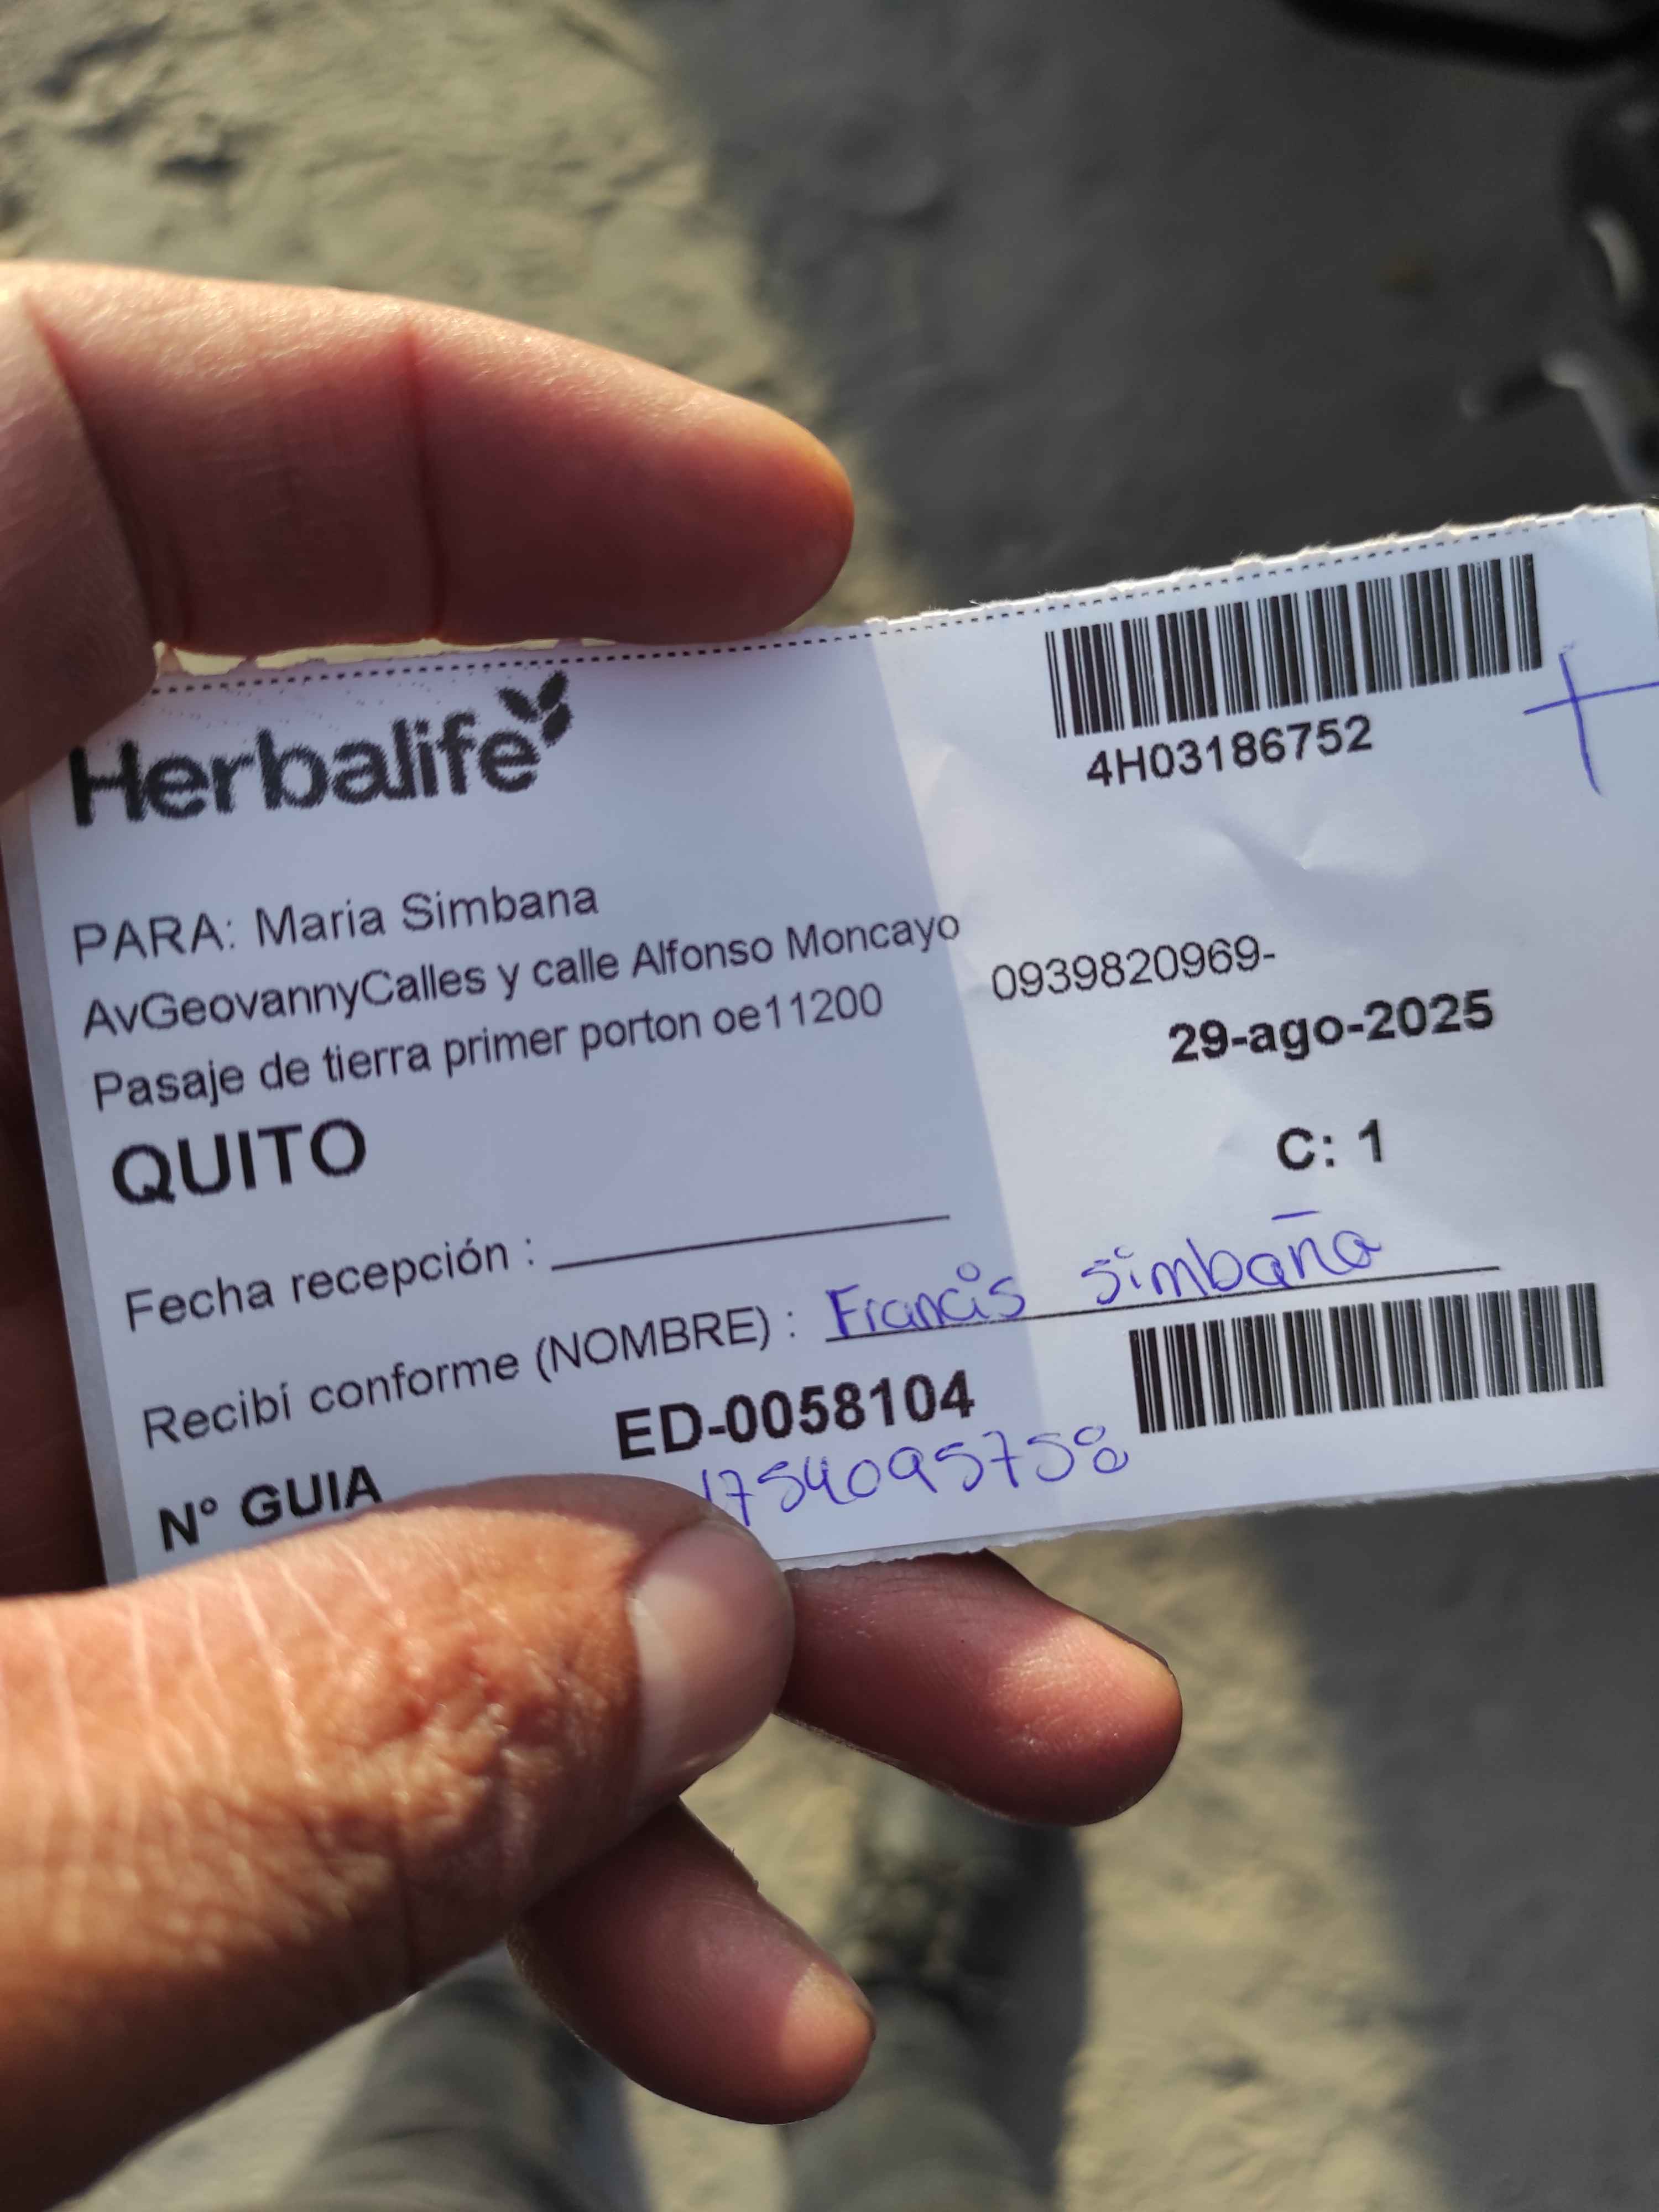 Herbalife
4H03186752
PARA: Maria Simbana
AvGeovannyCalles y calle Alfonso Moncayo
0939820969-
Pasaje de tierra primer porton oe11200
29-ago-2025
QUITO
C: 1
Fecha recepción :
Recibí conforme (NOMBRE) : Francis Simbaña
N° GUIA ED-0058104
1754095758